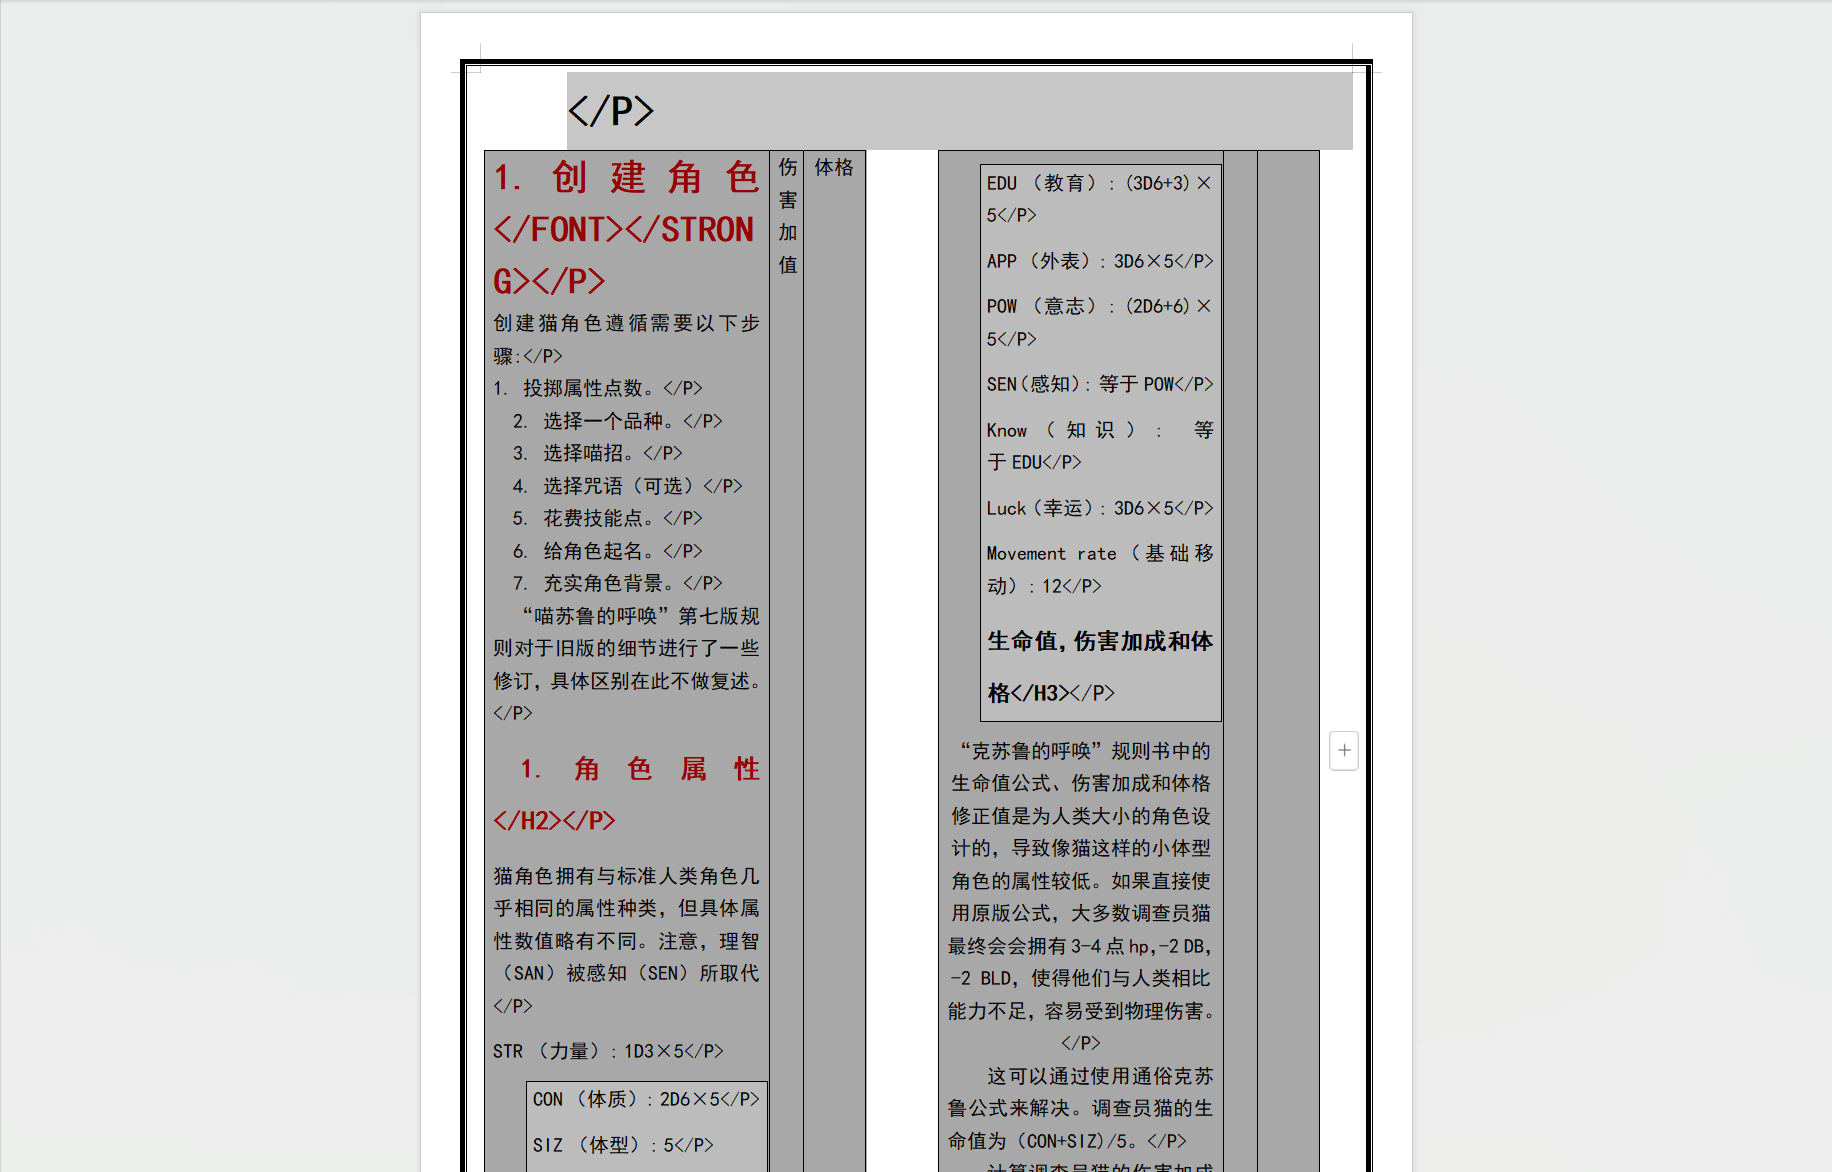 </P>
1. 创建角色
</FONT></STRON
G></P>
创建猫角色遵循需要以下步
骤:</P>
1. 投掷属性点数。</P>
2. 选择一个品种。</P>
3. 选择喵招。</P>
4. 选择咒语（可选）</P>
5. 花费技能点。</P>
6. 给角色起名。</P>
7. 充实角色背景。</P>
“喵苏鲁的呼唤”第七版规
则对于旧版的细节进行了一些
修订，具体区别在此不做复述。
</P>
1. 角色属性
</H2></P>
猫角色拥有与标准人类角色几
乎相同的属性种类，但具体属
性数值略有不同。注意，理智
（SAN）被感知（SEN）所取代
</P>
STR （力量）: 1D3×5</P>
CON （体质）: 2D6×5</P>
SIZ （体型）: 5</P>
伤
害
加
值
体格
EDU （教育）: (3D6+3)×
5</P>
APP （外表）: 3D6×5</P>
POW （意志）: (2D6+6)×
5</P>
SEN（感知）: 等于 POW</P>
Know （知识）: 等
于 EDU</P>
Luck（幸运）: 3D6×5</P>
Movement rate（基础移
动）: 12</P>
生命值，伤害加成和体
格</H3></P>
“克苏鲁的呼唤”规则书中的
生命值公式、伤害加成和体格
修正值是为人类大小的角色设
计的，导致像猫这样的小体型
角色的属性较低。如果直接使
用原版公式，大多数调查员猫
最终会会拥有 3-4 点 hp,-2 DB,
-2 BLD，使得他们与人类相比
能力不足，容易受到物理伤害。
</P>
这可以通过使用通俗克苏
鲁公式来解决。调查员猫的生
命值为（CON+SIZ)/5。</P>
计算调查员猫的伤害加成